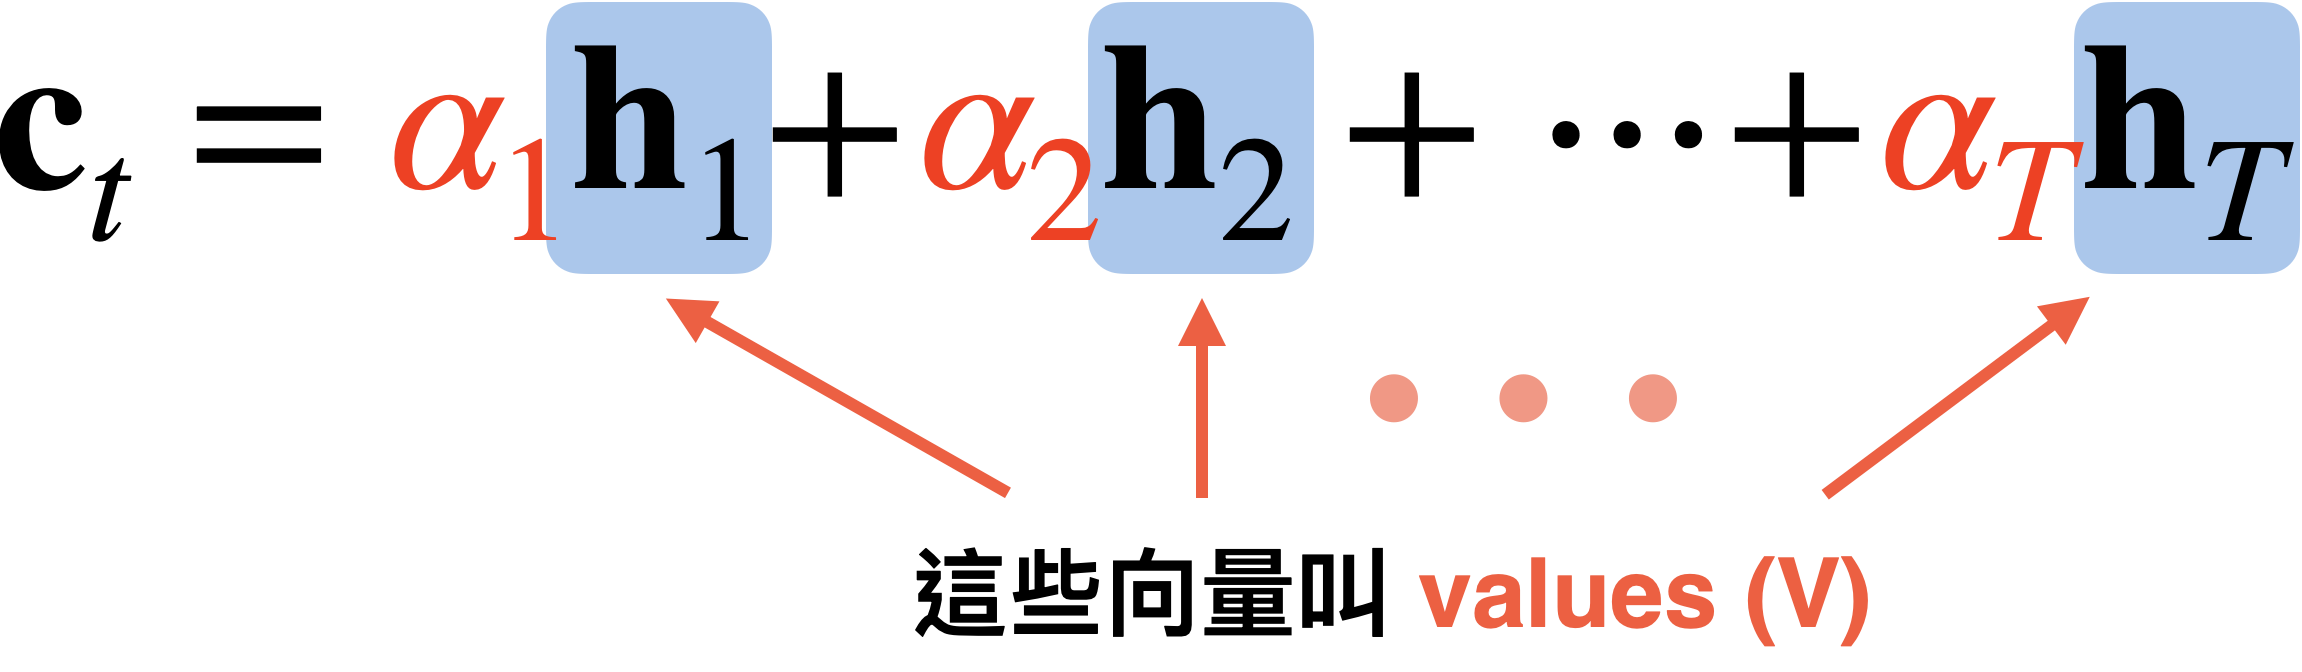 c_t = α_1 h_1 + α_2 h_2 + ⋯ + α_T h_T
這些向量叫 values (V)